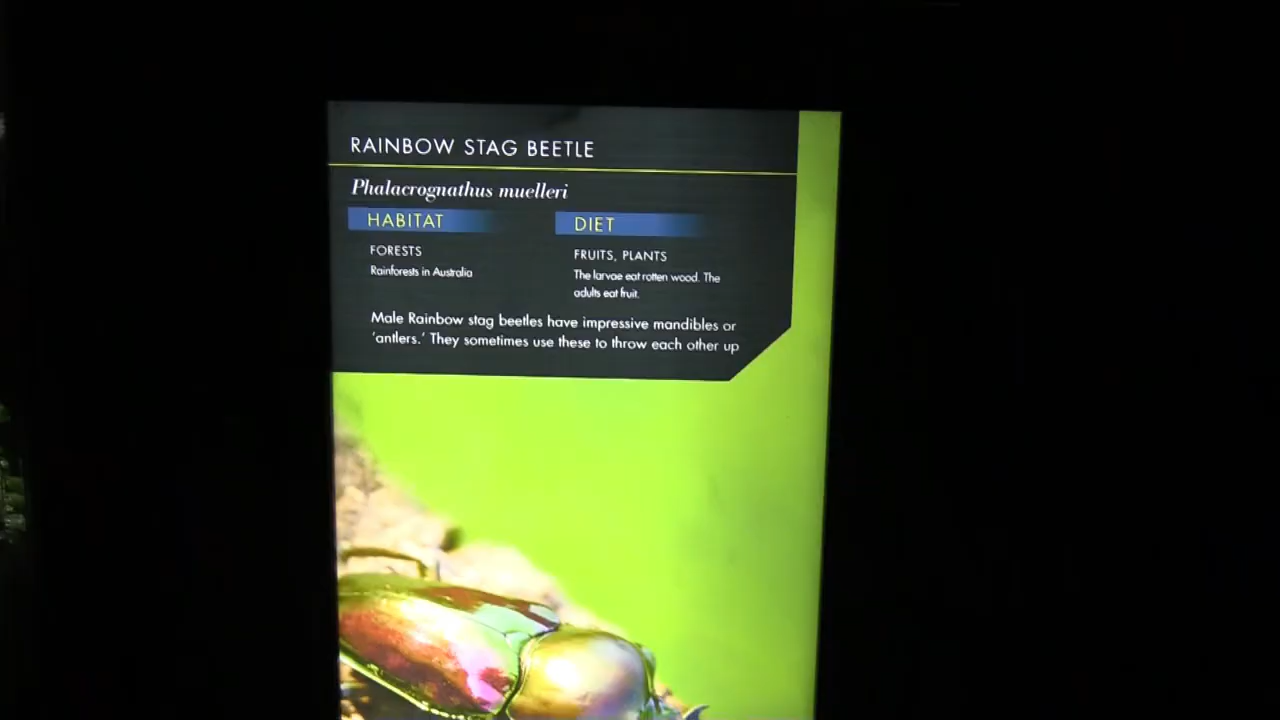 RAINBOW STAG BEETLE
Phalacrognathus muelleri
HABITAT
FORESTS
Rainforests in Australia
DIET
FRUITS, PLANTS
The larvae eat rotten wood. The
adults eat fruit.
Male Rainbow stag beetles have impressive mandibles or
'antlers.' They sometimes use these to throw each other up